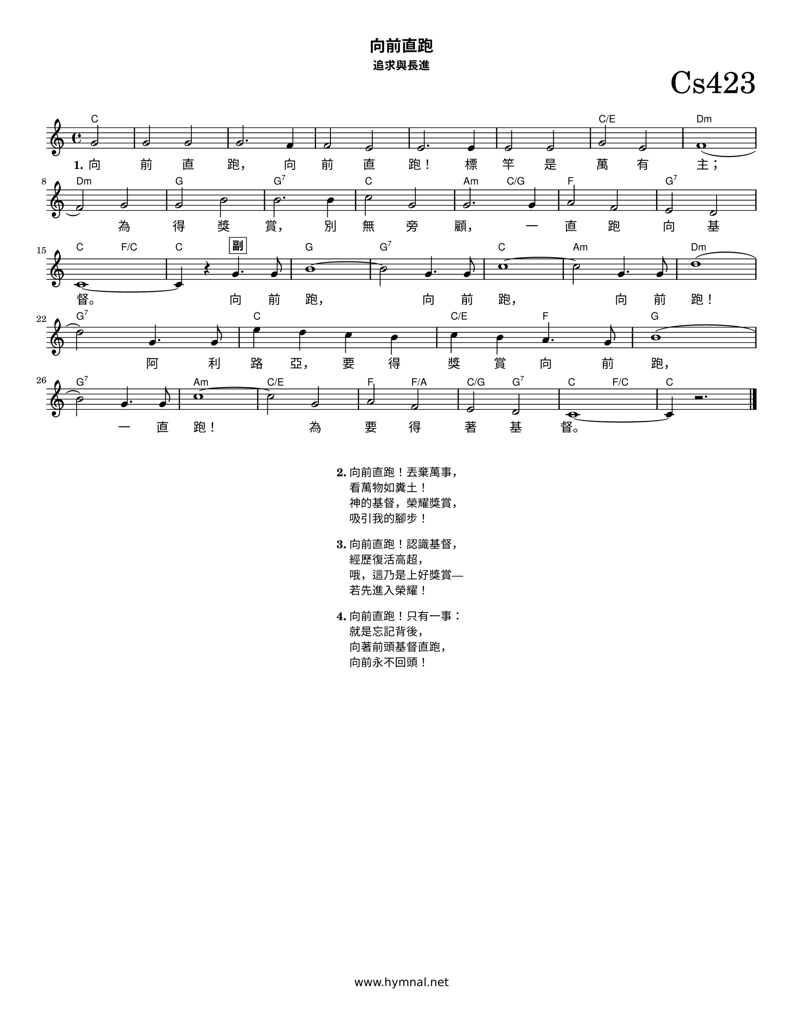 向前直跑
追求與長進
Cs423
C C/E Dm
1. 向 前 直 跑， 向 前 直 跑！ 標 竿 是 萬 有 主；
8 Dm G G7 C Am C/G F G7
為 得 獎 賞， 別 無 旁 顧， 一 直 跑 向 基
15 C F/C C 副 G G7 C Am Dm
督。 向 前 跑， 向 前 跑， 向 前 跑！
22 G7 C C/E F G
阿 利 路 亞， 要 得 獎 賞 向 前 跑，
26 G7 Am C/E F F/A C/G G7 C F/C C
一 直 跑！ 為 要 得 著 基 督。
2. 向前直跑！丟棄萬事，
看萬物如糞土！
神的基督，榮耀獎賞，
吸引我的腳步！
3. 向前直跑！認識基督，
經歷復活高超，
哦，這乃是上好獎賞—
若先進入榮耀！
4. 向前直跑！只有一事：
就是忘記背後，
向著前頭基督直跑，
向前永不回頭！
www.hymnal.net